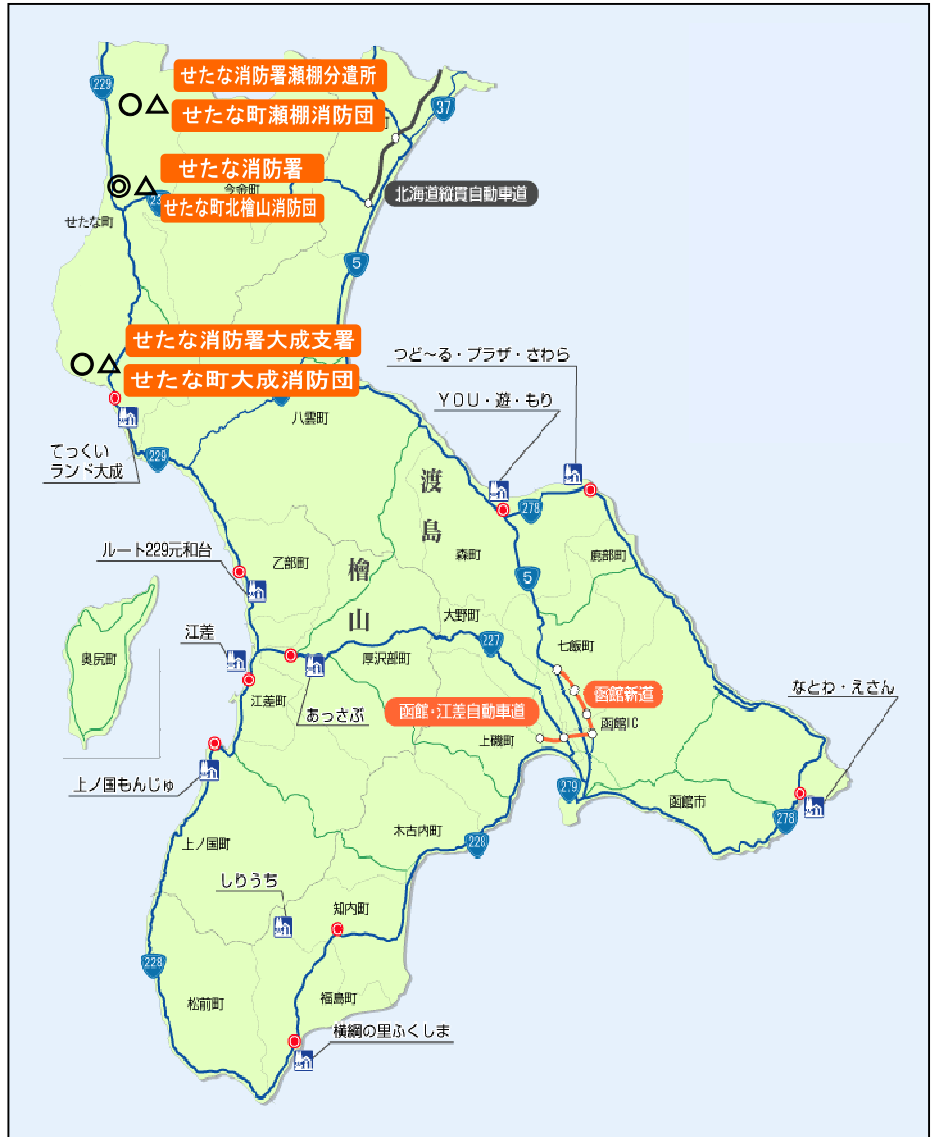 229
せたな消防署瀬棚分遣所
せたな町瀬棚消防団
37
町
せたな消防署
今金町
せたな町北檜山消防団
北海道縦貫自動車道
せたな町
5
せたな消防署大成支署
せたな町大成消防団
つど～る・プラザ・さわら
YOU・遊・もり
八雲町
てっくい
ランド大成
229
渡島
278
ルート229元和台
乙部町
檜山
森町
鹿部町
5
大野町
江差
227
七飯町
奥尻町
厚沢部町
江差町
あっさぶ
函館・江差自動車道
函館新道
なとわ・えさん
上磯町
函館IC
上ノ国もんじゅ
279
函館市
278
上ノ国町
木古内町
228
しりうち
知内町
228
松前町
福島町
横綱の里ふくしま